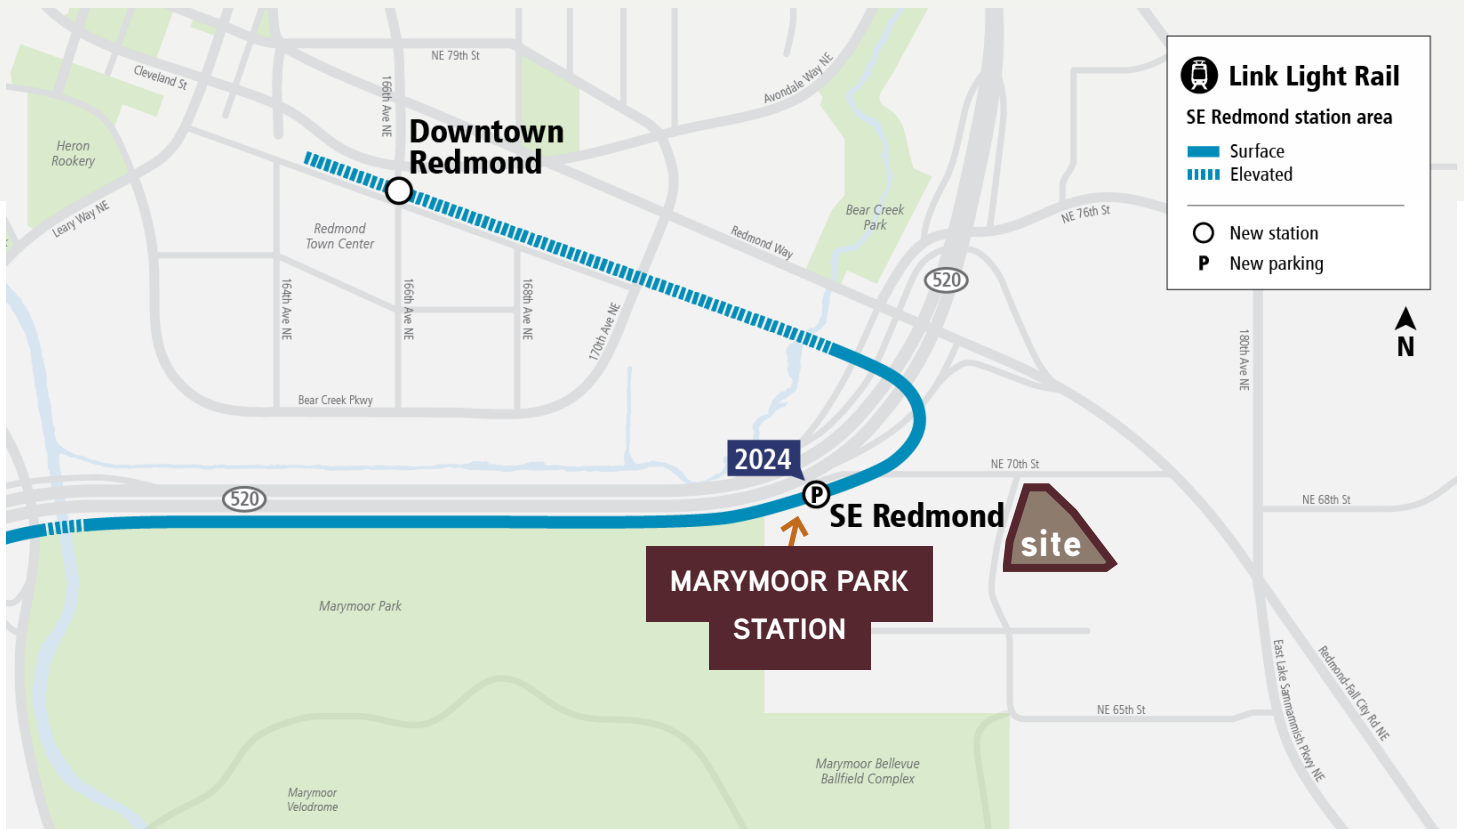 NE 79th St
Cleveland St
166th Ave NE
Avondale Way NE
Link Light Rail
SE Redmond station area
Surface
Elevated
New station
P New parking
Heron
Rookery
Downtown
Redmond
Leary Way NE
Redmond
Town Center
Redmond Way
Bear Creek
Park
NE 76th St
520
164th Ave NE
166th Ave NE
168th Ave NE
170th Ave NE
180th Ave NE
N
Bear Creek Pkwy
2024
P
SE Redmond
NE 70th St
NE 68th St
520
site
MARYMOOR PARK
STATION
Marymoor Park
East Lake Sammammish Pkwy NE
Redmond-Fall City Rd NE
NE 65th St
Marymoor Bellevue
Ballfield Complex
Marymoor
Velodrome